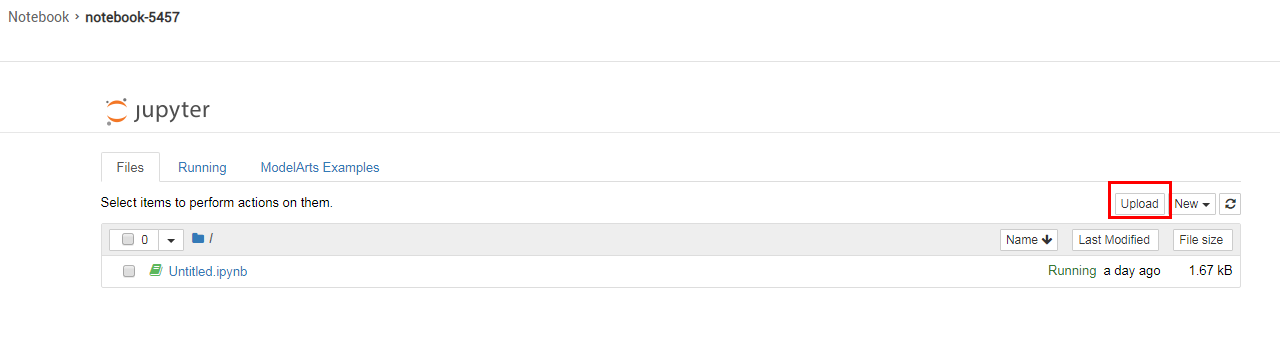 Notebook › notebook-5457
jupyter
Files Running ModelArts Examples
Select items to perform actions on them. Upload New
0 / Name Last Modified File size
Untitled.ipynb Running a day ago 1.67 kB